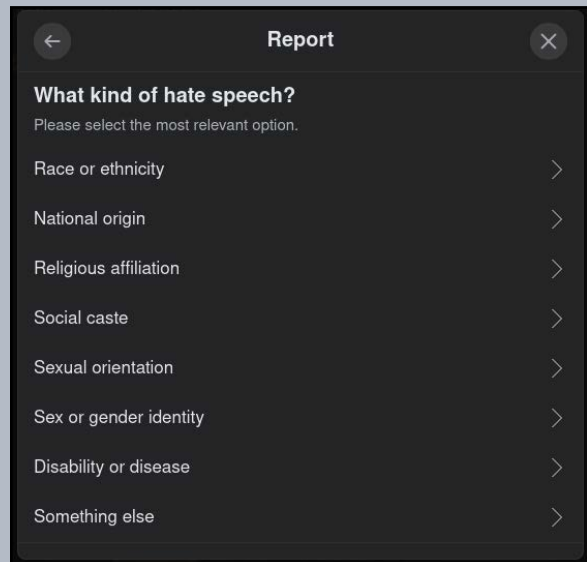 Report
What kind of hate speech?
Please select the most relevant option.
Race or ethnicity
National origin
Religious affiliation
Social caste
Sexual orientation
Sex or gender identity
Disability or disease
Something else